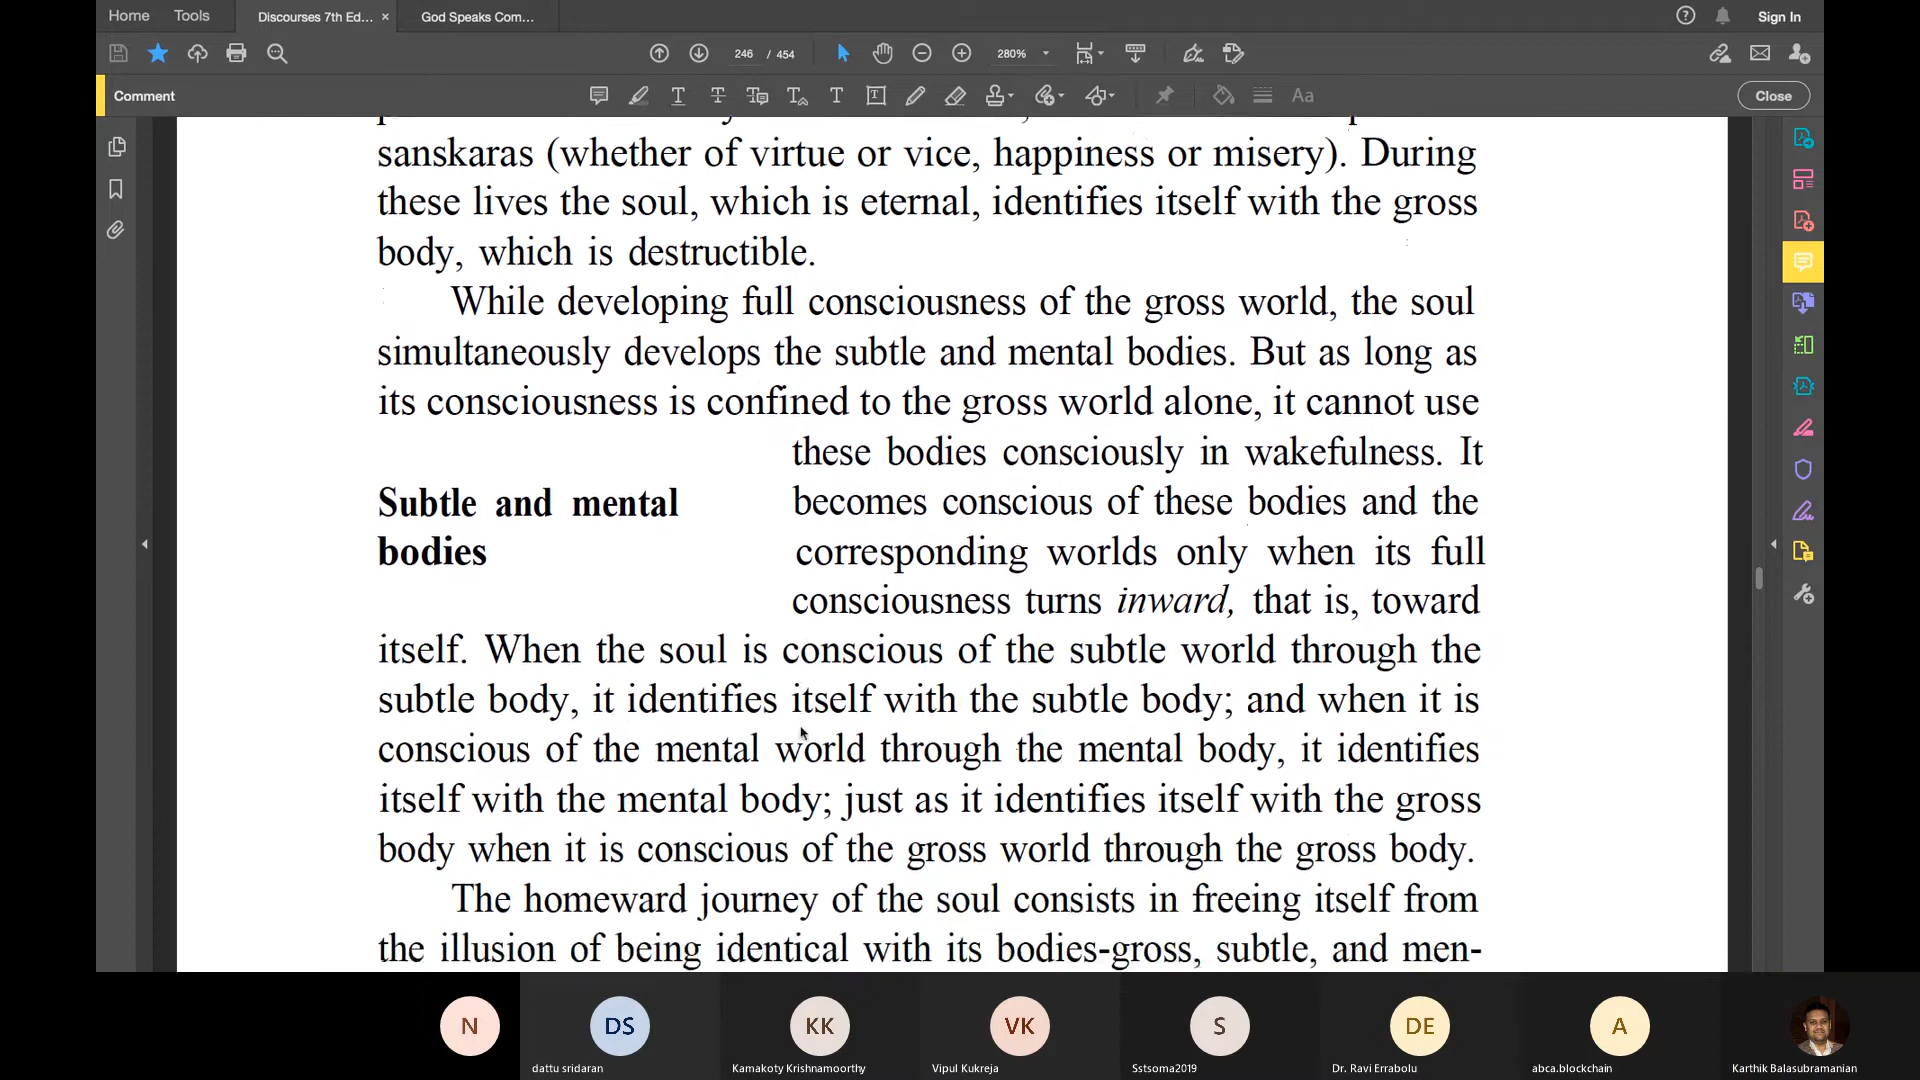 Home
Tools
Discourses 7th Ed... ×
God Speaks Com...
Sign In
246 / 454
280%
Comment
Close
sanskaras (whether of virtue or vice, happiness or misery). During
these lives the soul, which is eternal, identifies itself with the gross
body, which is destructible.
While developing full consciousness of the gross world, the soul
simultaneously develops the subtle and mental bodies. But as long as
its consciousness is confined to the gross world alone, it cannot use
these bodies consciously in wakefulness. It
becomes conscious of these bodies and the
corresponding worlds only when its full
consciousness turns inward, that is, toward
Subtle and mental
bodies
itself. When the soul is conscious of the subtle world through the
subtle body, it identifies itself with the subtle body; and when it is
conscious of the mental world through the mental body, it identifies
itself with the mental body; just as it identifies itself with the gross
body when it is conscious of the gross world through the gross body.
The homeward journey of the soul consists in freeing itself from
the illusion of being identical with its bodies-gross, subtle, and men-
N
DS
KK
VK
S
DE
A
dattu sridaran
Kamakoty Krishnamoorthy
Vipul Kukreja
Sstsoma2019
Dr. Ravi Errabolu
abca.blockchain
Karthik Balasubramanian